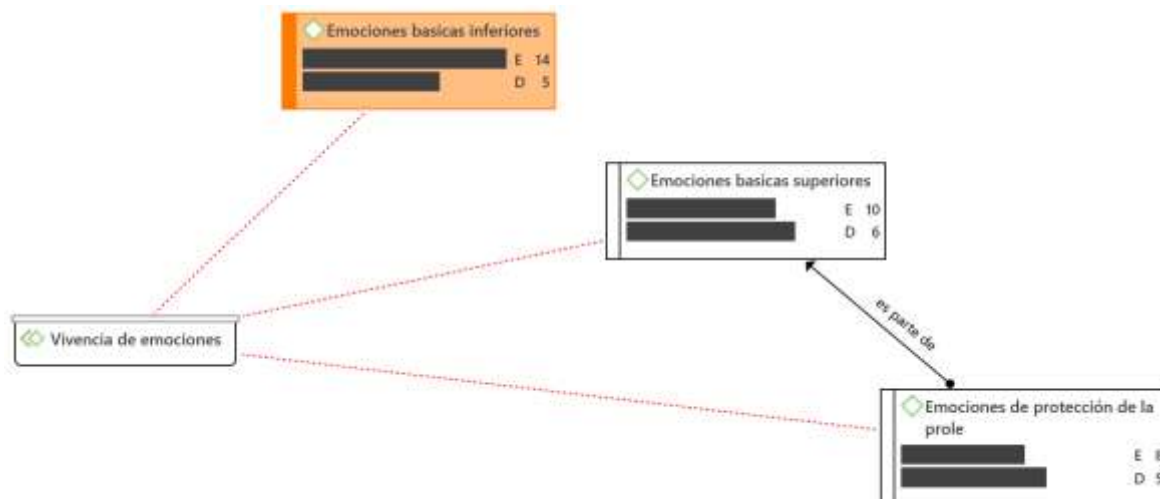 Emociones basicas inferiores
E 14
D 5
Emociones basicas superiores
E 10
D 6
Vivencia de emociones
es parte de
Emociones de protección de la
prole
E
D